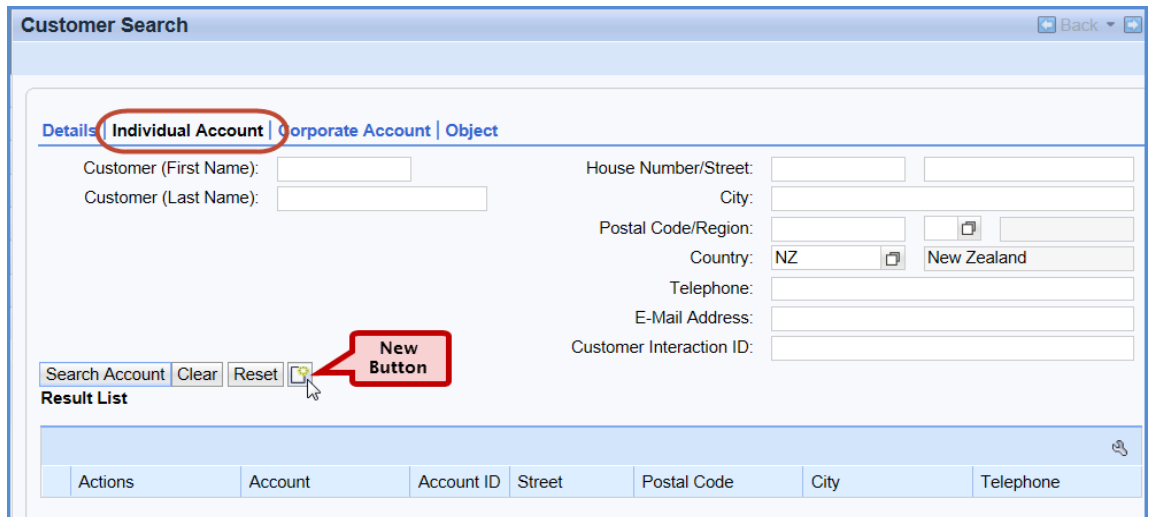 Customer Search
Back
Details | Individual Account | Corporate Account | Object
Customer (First Name):
Customer (Last Name):
House Number/Street:
City:
Postal Code/Region:
Country: NZ New Zealand
Telephone:
E-Mail Address:
Customer Interaction ID:
New
Button
Search Account Clear Reset
Result List
Actions Account Account ID Street Postal Code City Telephone